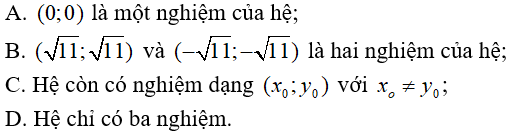 A. (0;0) là một nghiệm của hệ;
B. (√11;√11) và (−√11;−√11) là hai nghiệm của hệ;
C. Hệ còn có nghiệm dạng (x₀;y₀) với xₒ ≠ y₀;
D. Hệ chỉ có ba nghiệm.